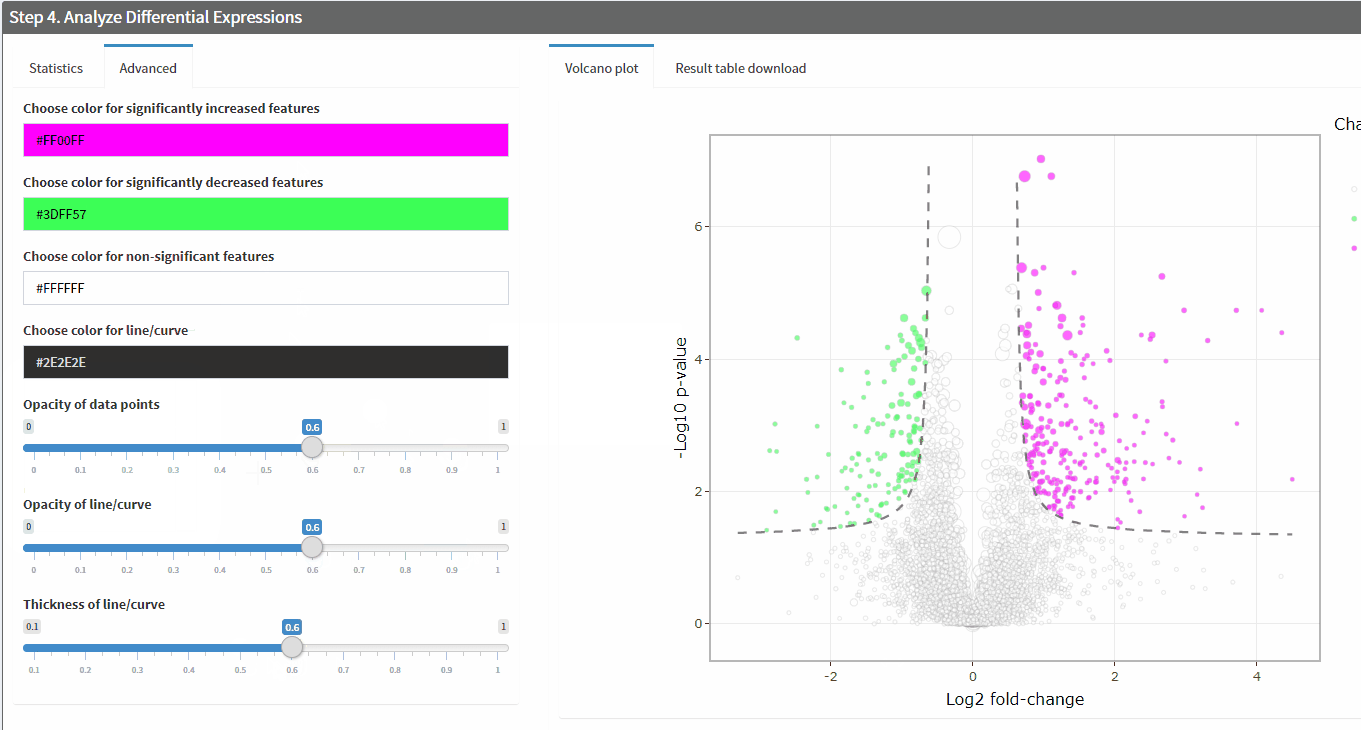 Step 4. Analyze Differential Expressions
Statistics
Advanced
Choose color for significantly increased features
#FF00FF
Choose color for significantly decreased features
#3DFF57
Choose color for non-significant features
#FFFFFF
Choose color for line/curve
#2E2E2E
Opacity of data points
0 0.6 1
0 0.1 0.2 0.3 0.4 0.5 0.6 0.7 0.8 0.9 1
Opacity of line/curve
0 0.6 1
0 0.1 0.2 0.3 0.4 0.5 0.6 0.7 0.8 0.9 1
Thickness of line/curve
0.1 0.6 1
0.1 0.2 0.3 0.4 0.5 0.6 0.7 0.8 0.9 1
Volcano plot
Result table download
Cha
-Log10 p-value
6
4
2
0
-2 0 2 4
Log2 fold-change